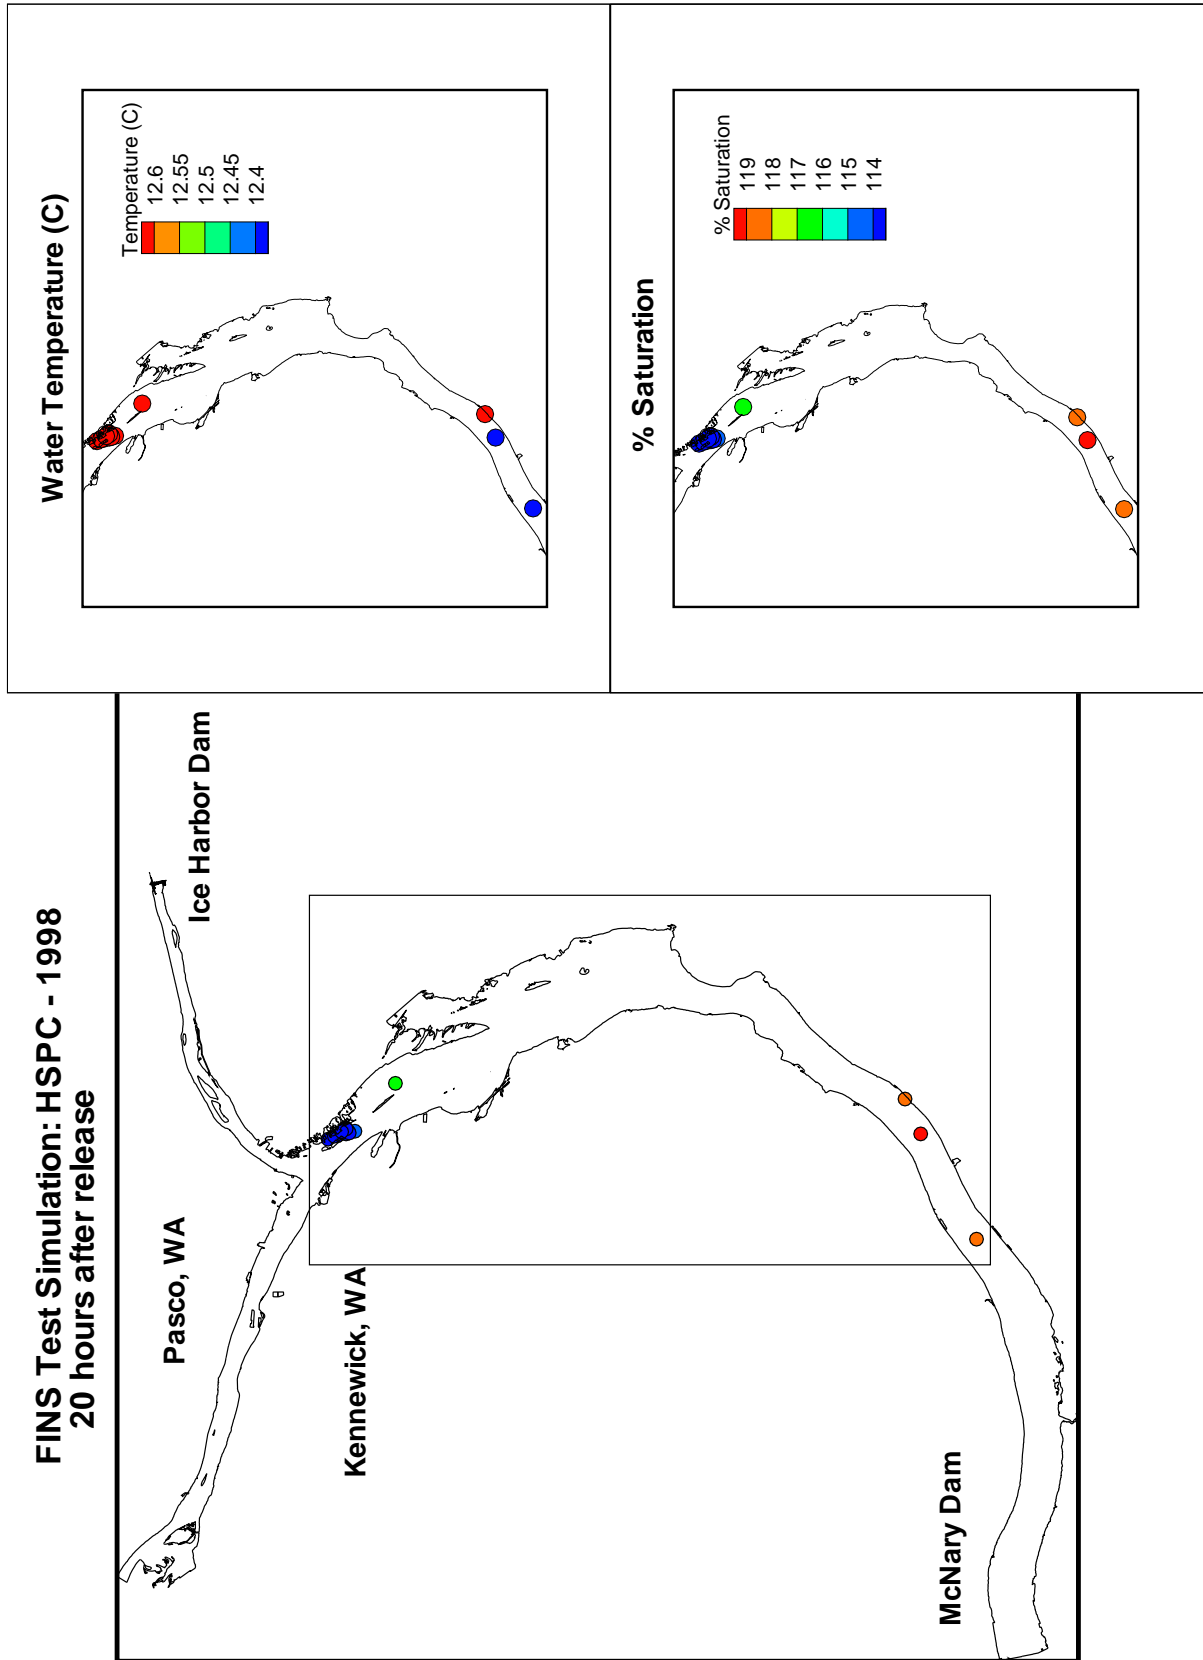 FINS Test Simulation: HSPC - 1998
20 hours after release
Pasco, WA
Ice Harbor Dam
Kennewick, WA
McNary Dam
Water Temperature (C)
Temperature (C)
12.6
12.55
12.5
12.45
12.4
% Saturation
% Saturation
119
118
117
116
115
114